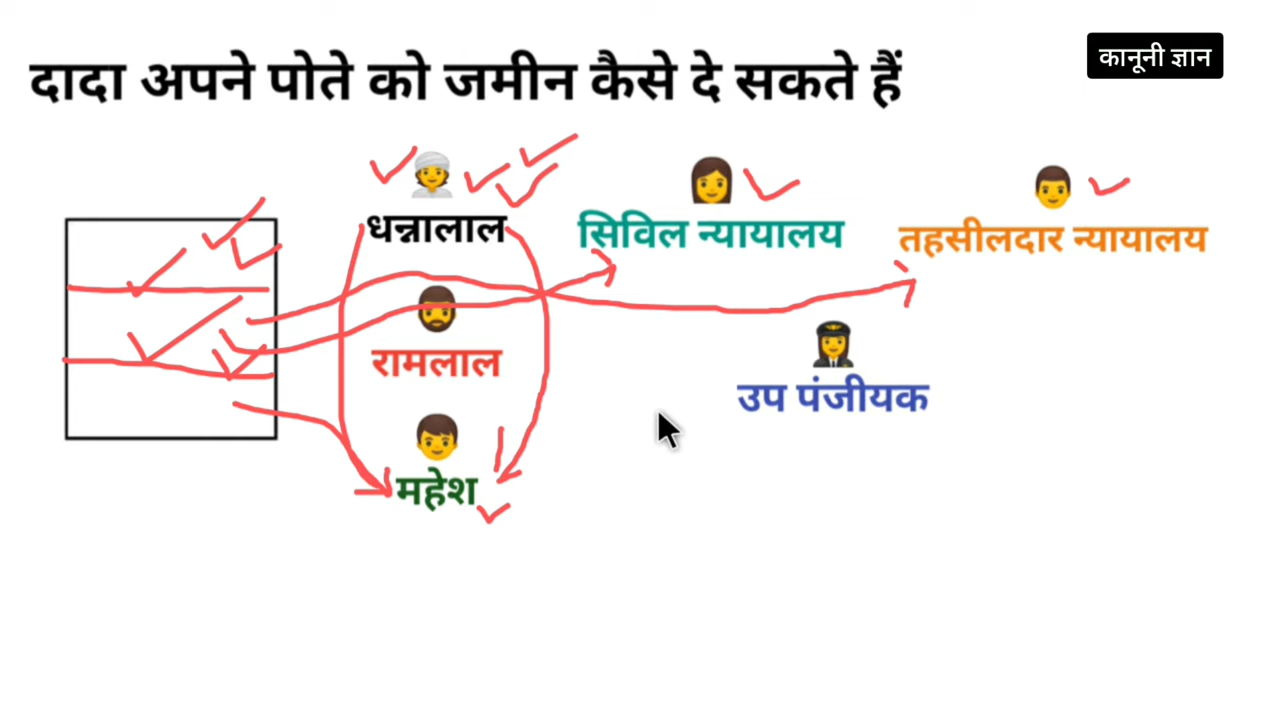 दादा अपने पोते को जमीन कैसे दे सकते हैं
कानूनी ज्ञान
धन्नालाल
सिविल न्यायालय
तहसीलदार न्यायालय
रामलाल
उप पंजीयक
महेश